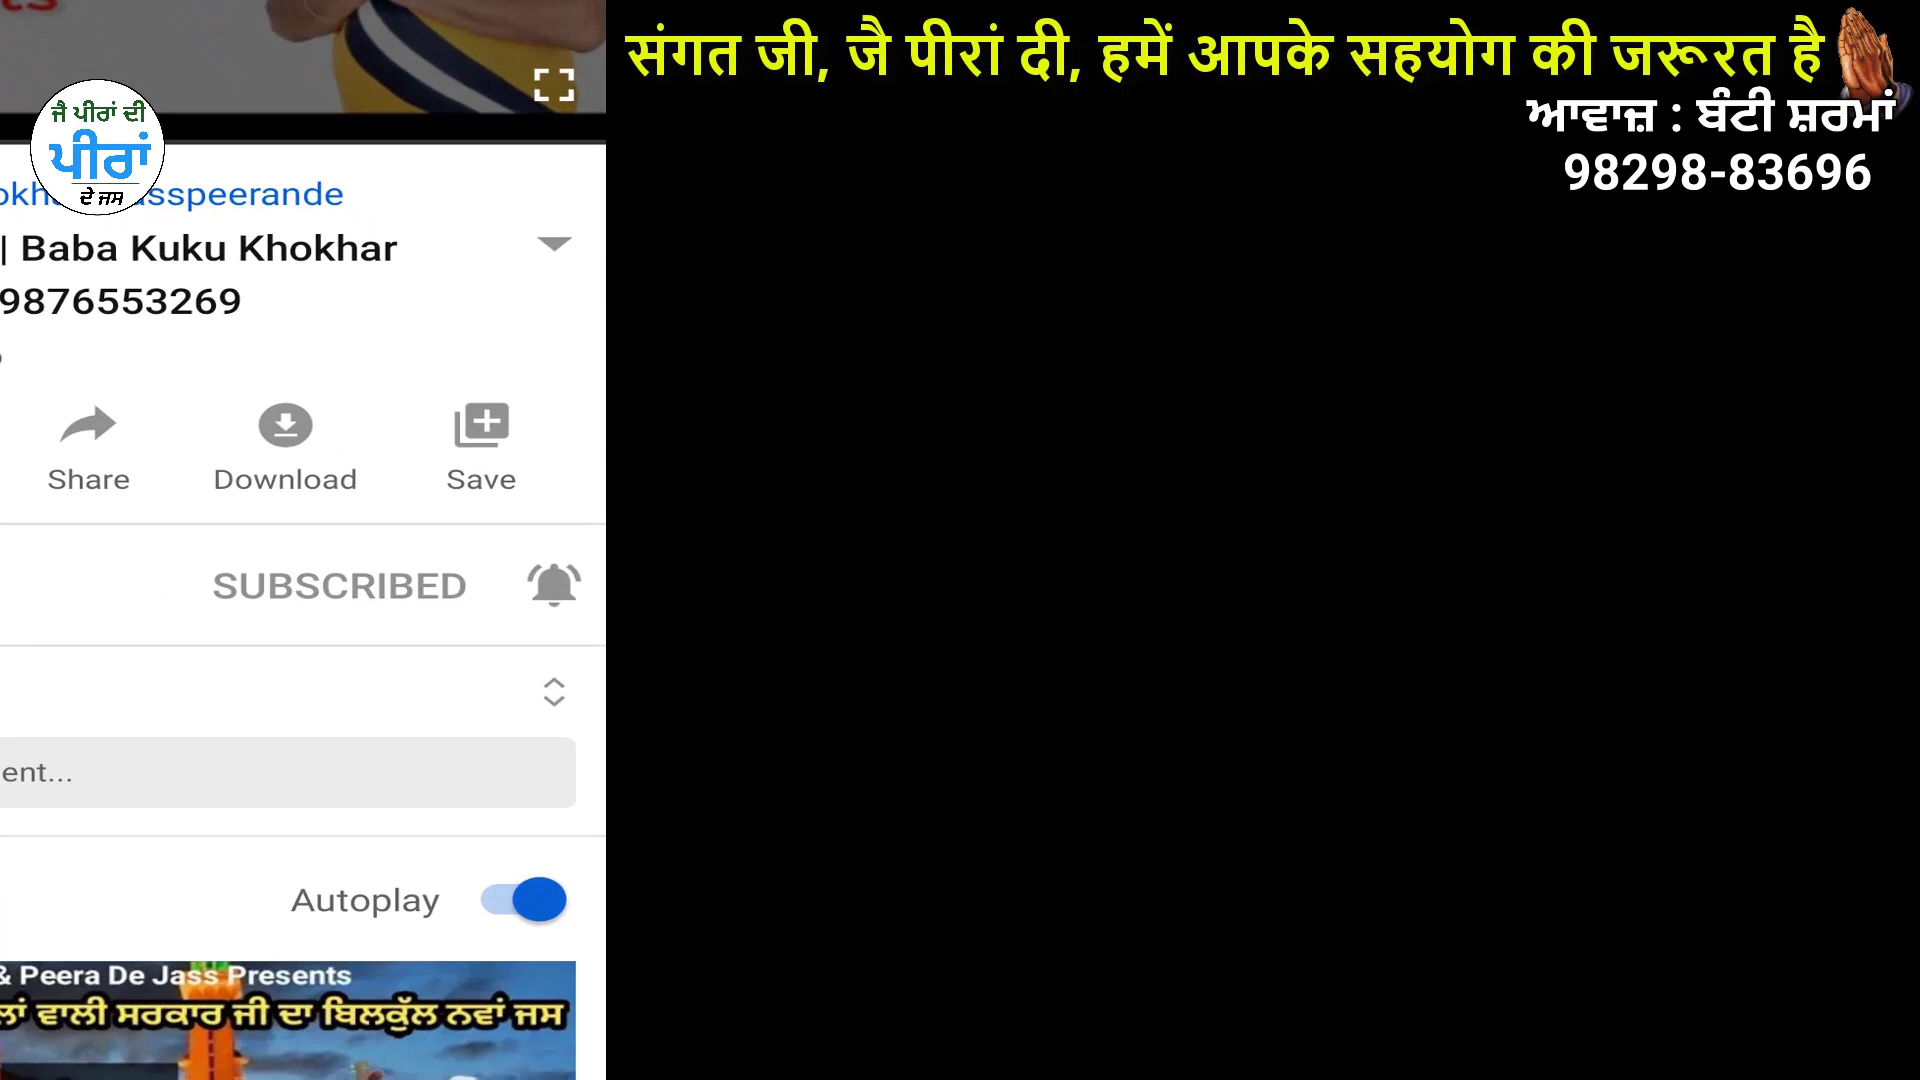 संगत जी, जै पीरां दी, हमें आपके सहयोग की जरूरत है
ਆਵਾਜ਼ : ਬੰਟੀ ਸ਼ਰਮਾਂ
98298-83696
ਜੈ ਪੀਰਾਂ ਦੀ
ਪੀਰਾਂ
ਦੇ ਜਸ
sspeerande
| Baba Kuku Khokhar
9876553269
Share
Download
Save
SUBSCRIBED
ent...
Autoplay
& Peera De Jass Presents
ਵਾਲੀ ਸਰਕਾਰ ਜੀ ਦਾ ਬਿਲਕੁੱਲ ਨਵਾਂ ਜਸ